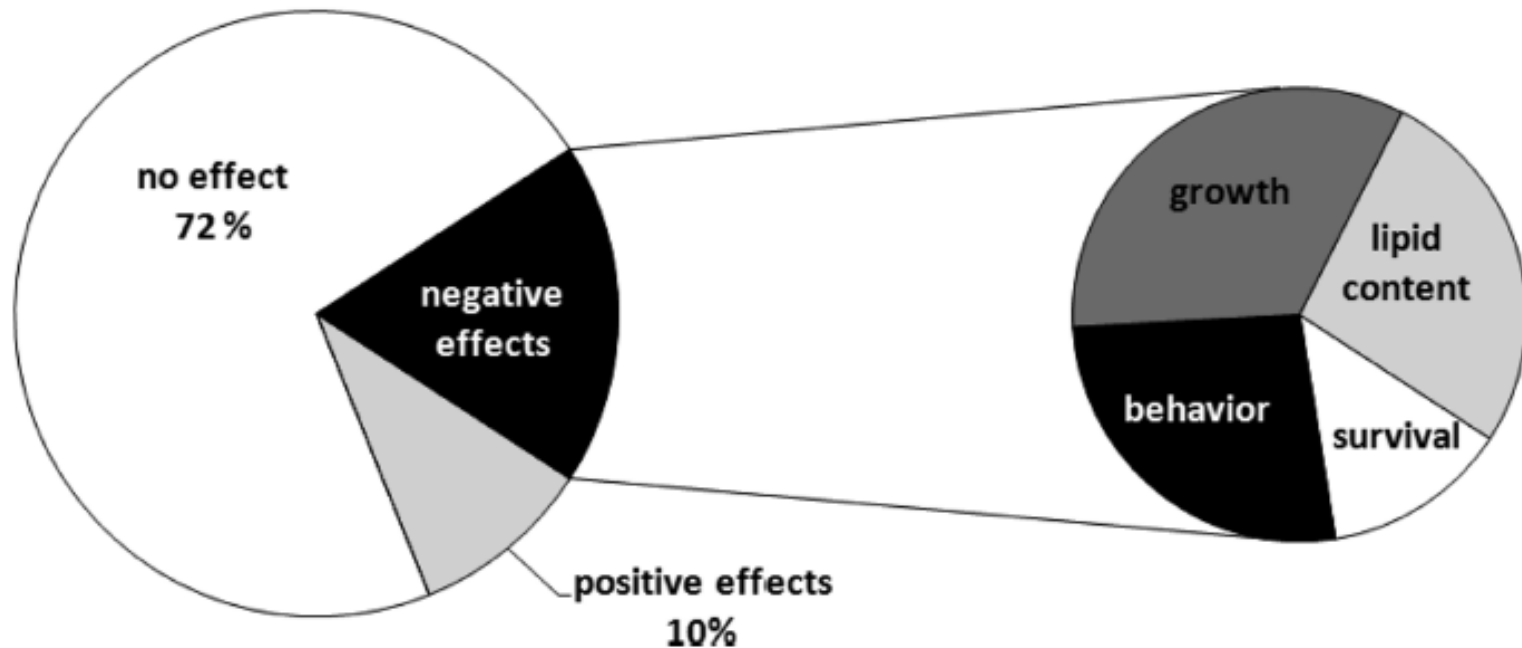 no effect
72%
negative
effects
positive effects
10%
growth
lipid
content
behavior
survival